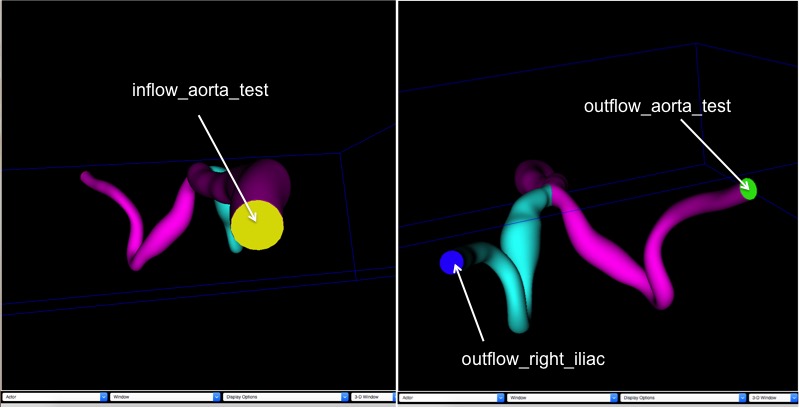 inflow_aorta_test
outflow_aorta_test
outflow_right_iliac
Actor
Window
Display Options
3-D Window
Actor
Window
Display Options
3-D Window